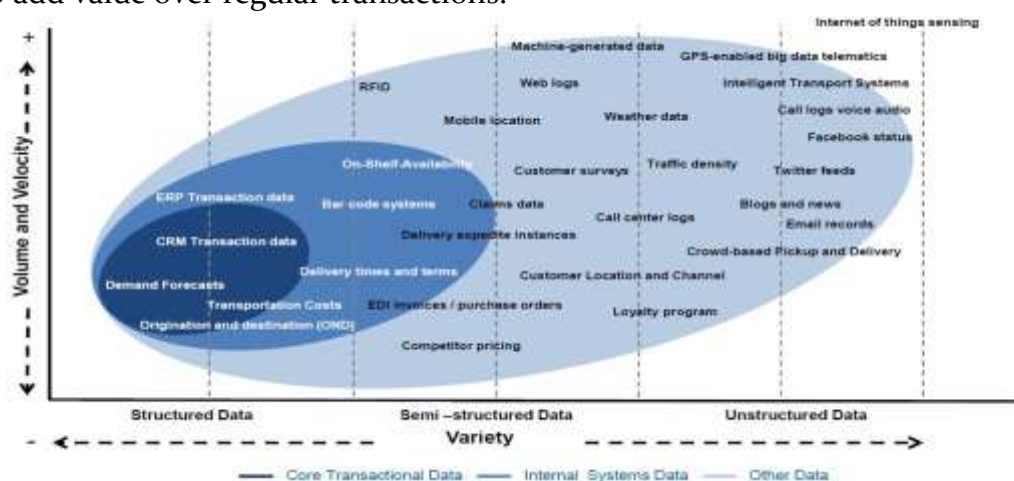 add value over regular transactions.
Internet of things sensing
+
Machine-generated data
GPS-enabled big data telematics
RFID
Web logs
Intelligent Transport Systems
Mobile location
Weather data
Call logs voice audio
Facebook status
On-Shelf-Availability
Customer surveys
Traffic density
Twitter feeds
ERP Transaction data
Bar code systems
Claims data
Blogs and news
Call center logs
Email records
CRM Transaction data
Delivery expedite instances
Crowd-based Pickup and Delivery
Delivery times and terms
Customer Location and Channel
Demand Forecasts
Transportation Costs
EDI invoices / purchase orders
Loyalty program
Origination and destination (OND)
Competitor pricing
Volume and Velocity
Structured Data
Semi –structured Data
Unstructured Data
-
Variety
Core Transactional Data
Internal Systems Data
Other Data